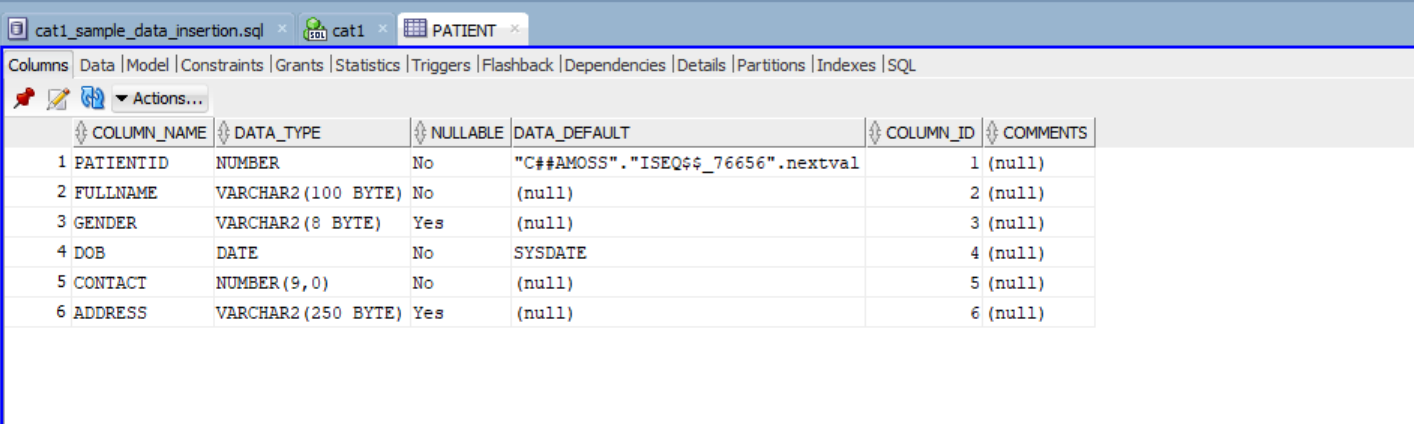 cat1_sample_data_insertion.sql × cat1 × PATIENT ×
Columns Data |Model |Constraints |Grants |Statistics |Triggers |Flashback |Dependencies |Details |Partitions |Indexes |SQL
Actions...
COLUMN_NAME DATA_TYPE NULLABLE DATA_DEFAULT COLUMN_ID COMMENTS
1 PATIENTID NUMBER No "C##AMOSS"."ISEQ$$_76656".nextval 1 (null)
2 FULLNAME VARCHAR2(100 BYTE) No (null) 2 (null)
3 GENDER VARCHAR2(8 BYTE) Yes (null) 3 (null)
4 DOB DATE No SYSDATE 4 (null)
5 CONTACT NUMBER(9,0) No (null) 5 (null)
6 ADDRESS VARCHAR2(250 BYTE) Yes (null) 6 (null)